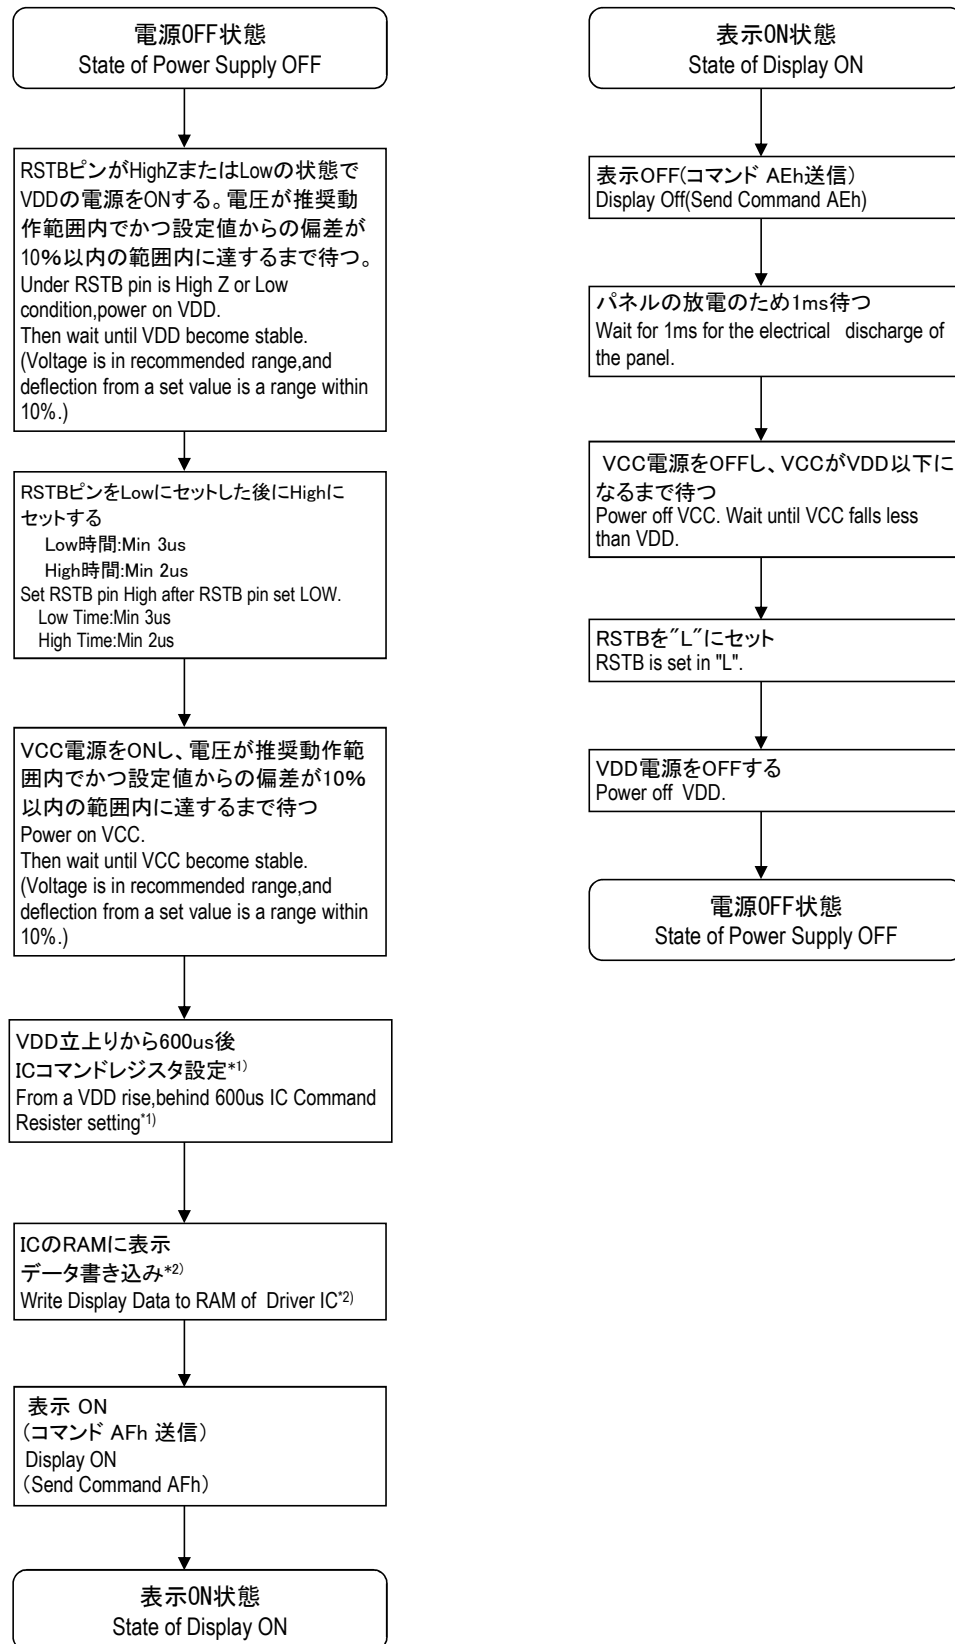 電源OFF状態
State of Power Supply OFF
RSTBピンがHighZまたはLowの状態で
VDDの電源をONする。電圧が推奨動
作範囲内でかつ設定値からの偏差が
10%以内の範囲内に達するまで待つ。
Under RSTB pin is High Z or Low
condition,power on VDD.
Then wait until VDD become stable.
(Voltage is in recommended range,and
deflection from a set value is a range within
10%.)
RSTBピンをLowにセットした後にHighに
セットする
Low時間:Min 3us
High時間:Min 2us
Set RSTB pin High after RSTB pin set LOW.
Low Time:Min 3us
High Time:Min 2us
VCC電源をONし、電圧が推奨動作範
囲内でかつ設定値からの偏差が10%
以内の範囲内に達するまで待つ
Power on VCC.
Then wait until VCC become stable.
(Voltage is in recommended range,and
deflection from a set value is a range within
10%.)
VDD立上りから600us後
ICコマンドレジスタ設定*1)
From a VDD rise,behind 600us IC Command
Resister setting*1)
ICのRAMに表示
データ書き込み*2)
Write Display Data to RAM of Driver IC*2)
表示 ON
(コマンド AFh 送信)
Display ON
(Send Command AFh)
表示ON状態
State of Display ON
表示ON状態
State of Display ON
表示OFF(コマンド AEh送信)
Display Off(Send Command AEh)
パネルの放電のため1ms待つ
Wait for 1ms for the electrical discharge of
the panel.
VCC電源をOFFし、VCCがVDD以下に
なるまで待つ
Power off VCC. Wait until VCC falls less
than VDD.
RSTBを"L"にセット
RSTB is set in "L".
VDD電源をOFFする
Power off VDD.
電源OFF状態
State of Power Supply OFF